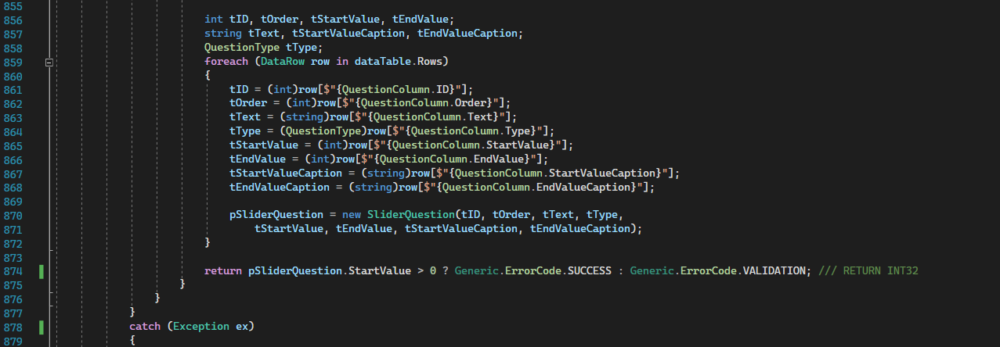 855
856 int tID, tOrder, tStartValue, tEndValue;
857 string tText, tStartValueCaption, tEndValueCaption;
858 QuestionType tType;
859 foreach (DataRow row in dataTable.Rows)
860 {
861 tID = (int)row[$"{QuestionColumn.ID}"];
862 tOrder = (int)row[$"{QuestionColumn.Order}"];
863 tText = (string)row[$"{QuestionColumn.Text}"];
864 tType = (QuestionType)row[$"{QuestionColumn.Type}"];
865 tStartValue = (int)row[$"{QuestionColumn.StartValue}"];
866 tEndValue = (int)row[$"{QuestionColumn.EndValue}"];
867 tStartValueCaption = (string)row[$"{QuestionColumn.StartValueCaption}"];
868 tEndValueCaption = (string)row[$"{QuestionColumn.EndValueCaption}"];
869
870 pSliderQuestion = new SliderQuestion(tID, tOrder, tText, tType,
871 tStartValue, tEndValue, tStartValueCaption, tEndValueCaption);
872 }
873
874 return pSliderQuestion.StartValue > 0 ? Generic.ErrorCode.SUCCESS : Generic.ErrorCode.VALIDATION; /// RETURN INT32
875 }
876 }
877 }
878 catch (Exception ex)
879 {